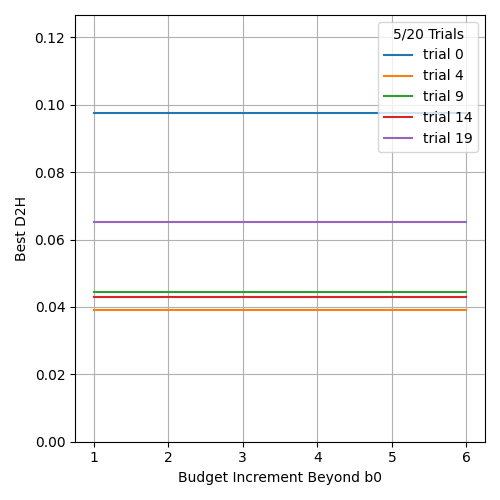 5/20 Trials
trial 0
trial 4
trial 9
trial 14
trial 19
0.12
0.10
0.08
0.06
0.04
0.02
0.00
Best D2H
1 2 3 4 5 6
Budget Increment Beyond b0